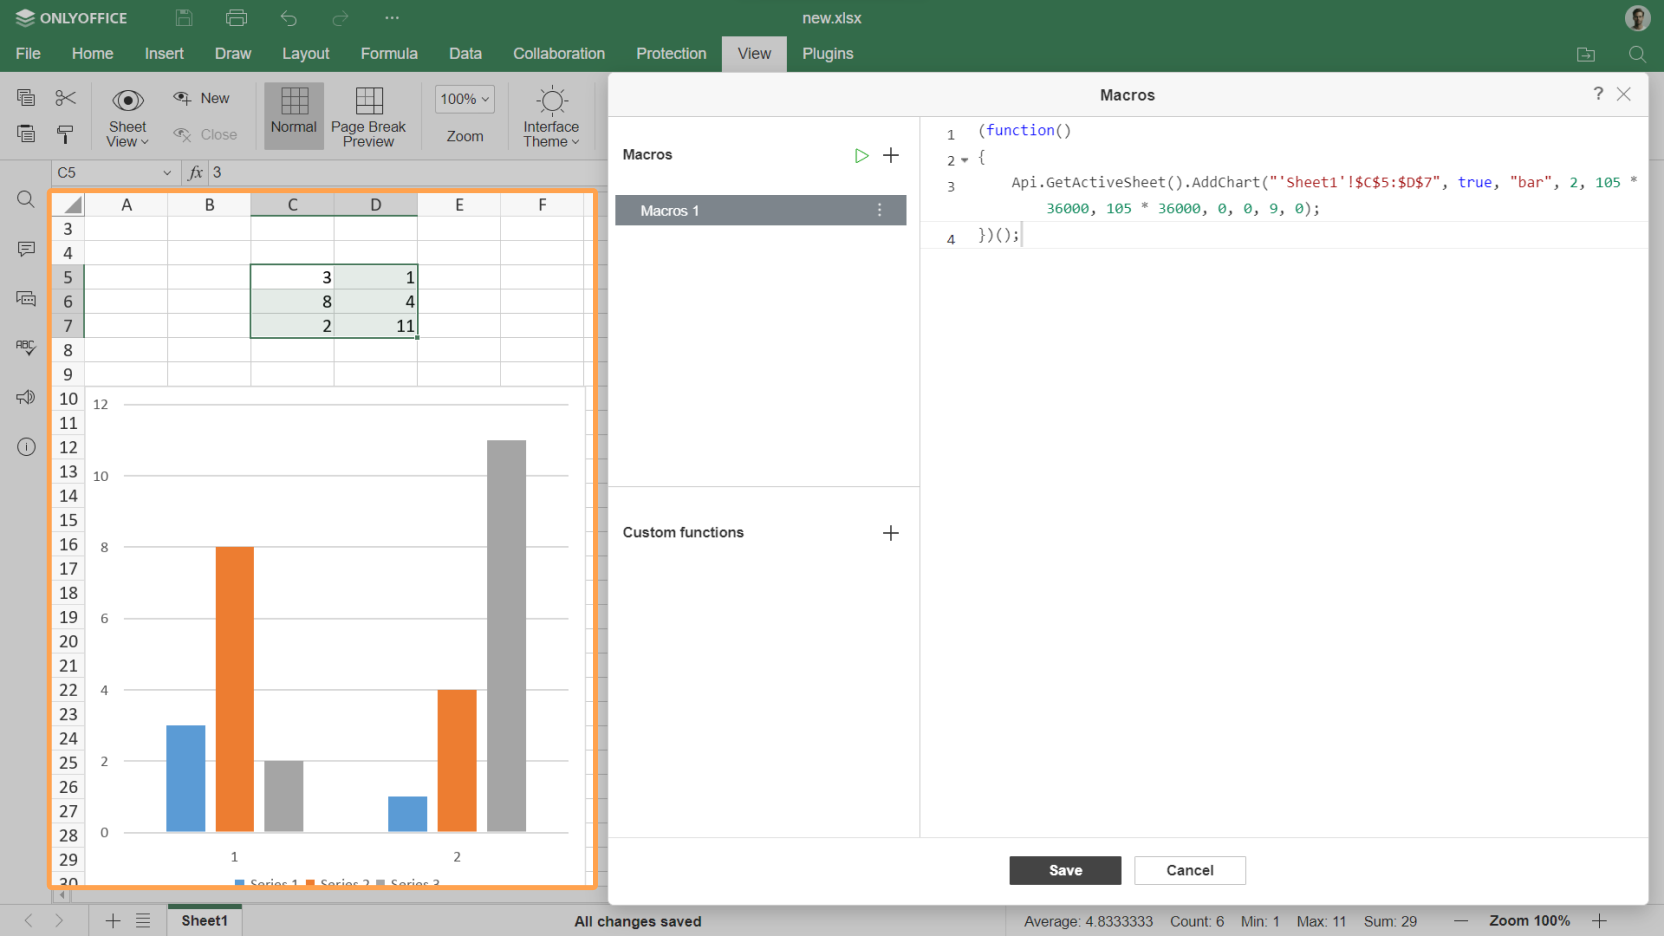 ONLYOFFICE
new.xlsx
File Home Insert Draw Layout Formula Data Collaboration Protection View Plugins
New
Close
Sheet View
Normal
Page Break Preview
100%
Zoom
Interface Theme
C5
fx 3
A B C D E F
3
4
5 3 1
6 8 4
7 2 11
8
9
10
11
12
13
14
15
16
17
18
19
20
21
22
23
24
25
26
27
28
29
30
12
10
8
6
4
2
0
1 2
Series 1 Series 2 Series 3
ABC
Macros
?
Macros
Macros 1
Custom functions
1 (function()
2 {
3 Api.GetActiveSheet().AddChart("'Sheet1'!$C$5:$D$7", true, "bar", 2, 105 *
36000, 105 * 36000, 0, 0, 9, 0);
4 })();
Save Cancel
Sheet1
All changes saved
Average: 4.8333333 Count: 6 Min: 1 Max: 11 Sum: 29
Zoom 100%